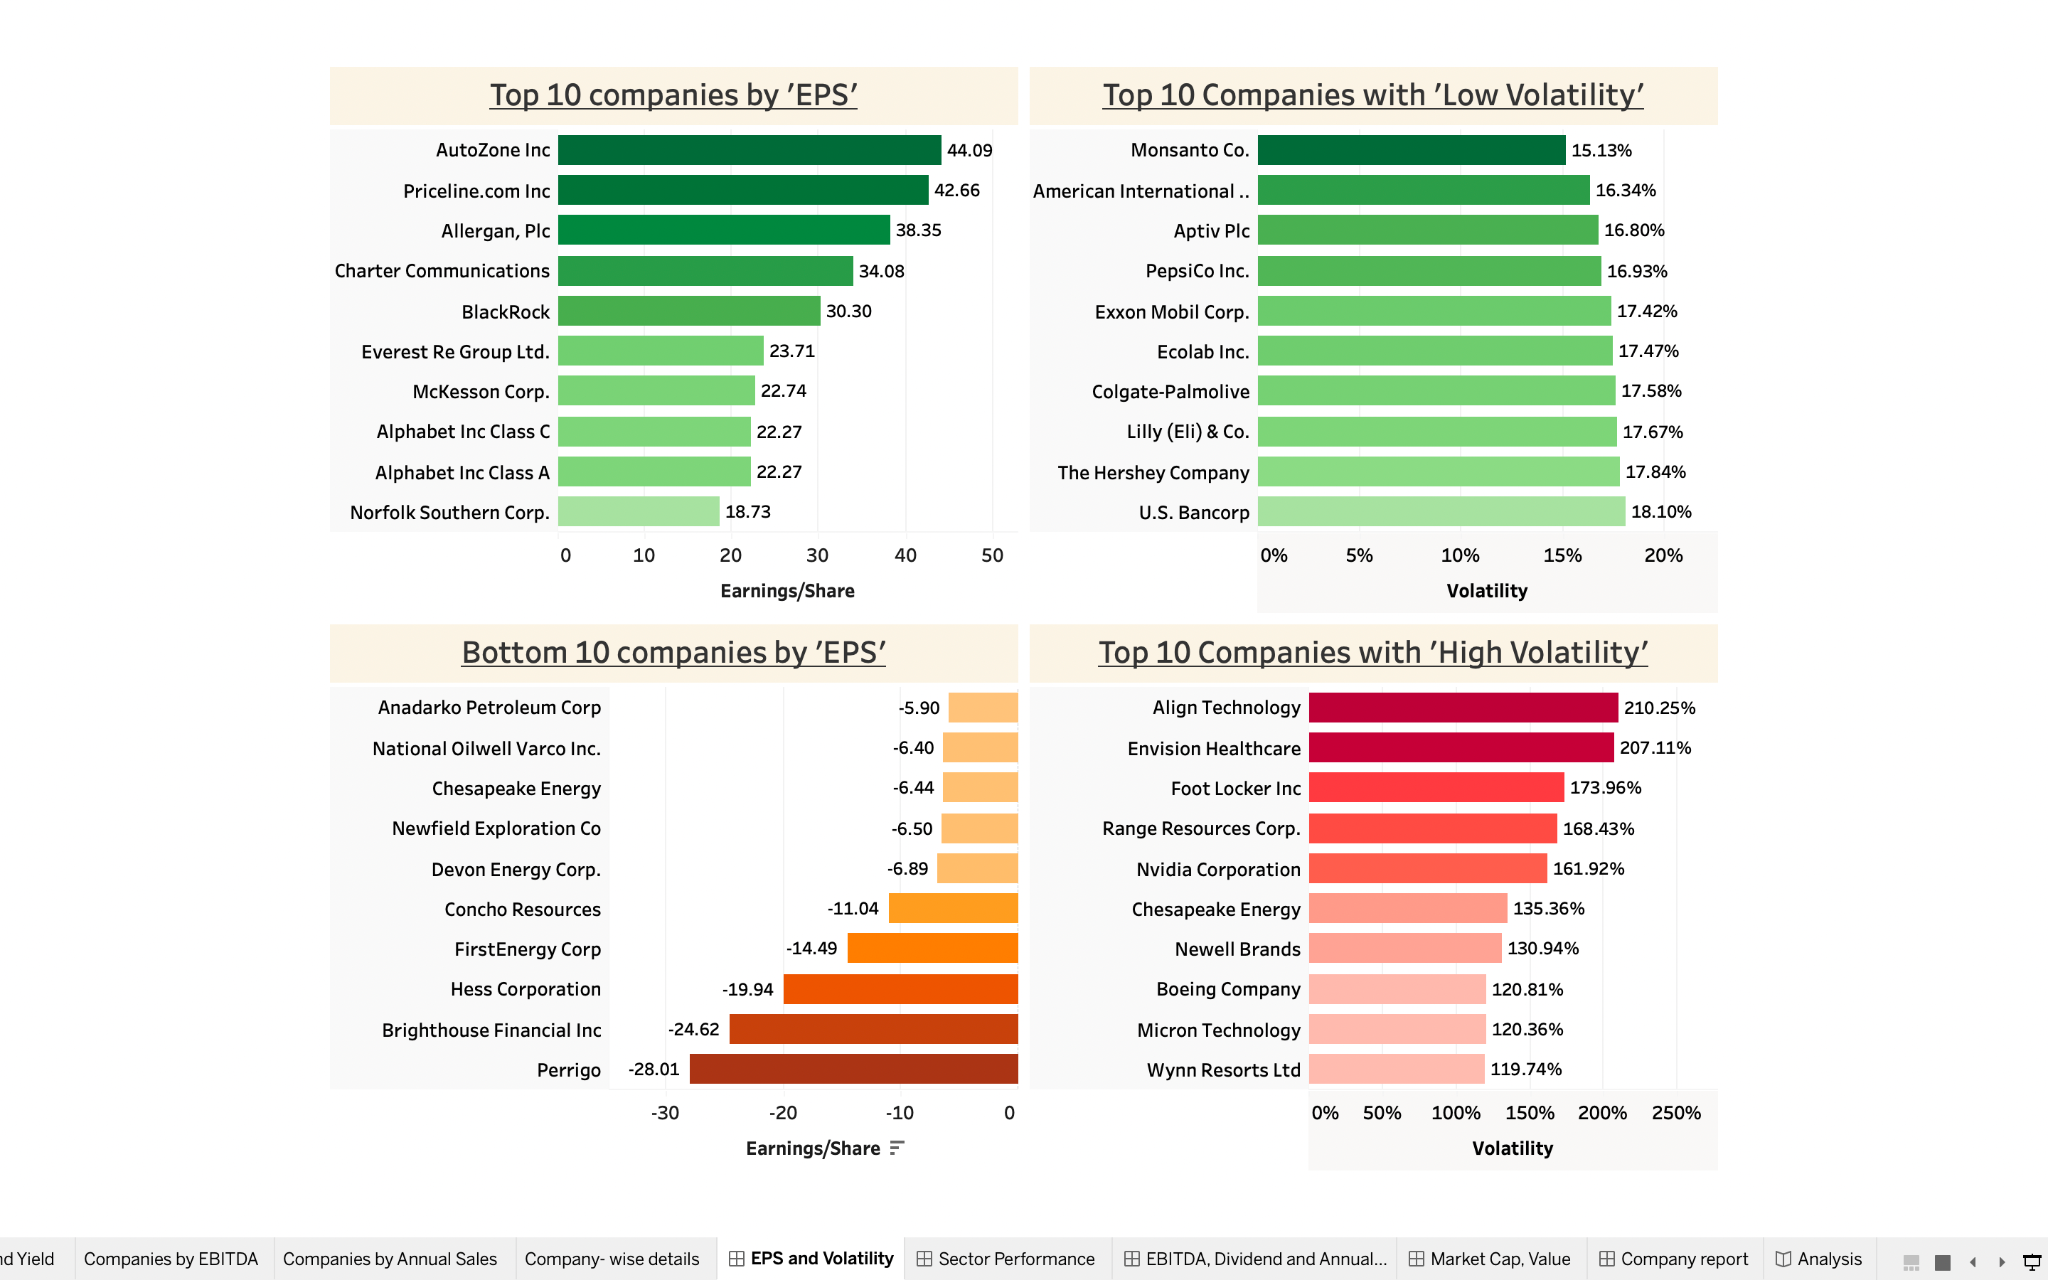 Top 10 companies by 'EPS'
AutoZone Inc 44.09
Priceline.com Inc 42.66
Allergan, Plc 38.35
Charter Communications 34.08
BlackRock 30.30
Everest Re Group Ltd. 23.71
McKesson Corp. 22.74
Alphabet Inc Class C 22.27
Alphabet Inc Class A 22.27
Norfolk Southern Corp. 18.73
0 10 20 30 40 50
Earnings/Share
Top 10 Companies with 'Low Volatility'
Monsanto Co. 15.13%
American International .. 16.34%
Aptiv Plc 16.80%
PepsiCo Inc. 16.93%
Exxon Mobil Corp. 17.42%
Ecolab Inc. 17.47%
Colgate-Palmolive 17.58%
Lilly (Eli) & Co. 17.67%
The Hershey Company 17.84%
U.S. Bancorp 18.10%
0% 5% 10% 15% 20%
Volatility
Bottom 10 companies by 'EPS'
Anadarko Petroleum Corp -5.90
National Oilwell Varco Inc. -6.40
Chesapeake Energy -6.44
Newfield Exploration Co -6.50
Devon Energy Corp. -6.89
Concho Resources -11.04
FirstEnergy Corp -14.49
Hess Corporation -19.94
Brighthouse Financial Inc -24.62
Perrigo -28.01
-30 -20 -10 0
Earnings/Share
Top 10 Companies with 'High Volatility'
Align Technology 210.25%
Envision Healthcare 207.11%
Foot Locker Inc 173.96%
Range Resources Corp. 168.43%
Nvidia Corporation 161.92%
Chesapeake Energy 135.36%
Newell Brands 130.94%
Boeing Company 120.81%
Micron Technology 120.36%
Wynn Resorts Ltd 119.74%
0% 50% 100% 150% 200% 250%
Volatility
nd Yield Companies by EBITDA Companies by Annual Sales Company- wise details EPS and Volatility Sector Performance EBITDA, Dividend and Annual... Market Cap, Value Company report Analysis